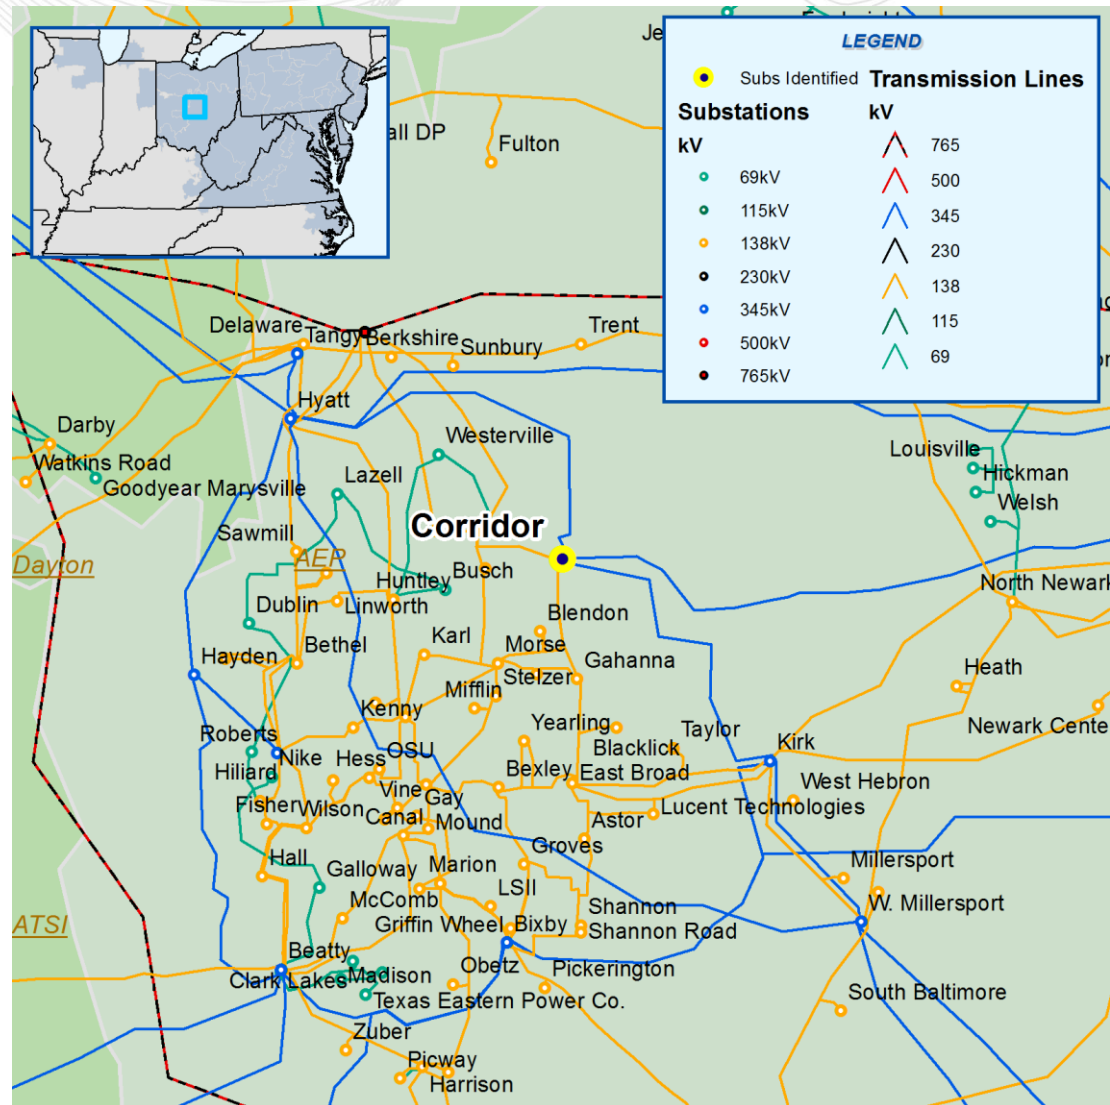 LEGEND
Subs Identified
Substations
kV
69kV
115kV
138kV
230kV
345kV
500kV
765kV
Transmission Lines
kV
765
500
345
230
138
115
69
all DP
Fulton
Delaware
Tangy
Berkshire
Sunbury
Trent
Hyatt
Darby
Watkins Road
Goodyear Marysville
Westerville
Lazell
Louisville
Hickman
Welsh
Corridor
Sawmill
AEP
Dayton
Huntley
Busch
Dublin
Linworth
North Newark
Blendon
Bethel
Karl
Morse
Hayden
Stelzer
Gahanna
Heath
Mifflin
Kenny
Yearling
Newark Cente
Roberts
Taylor
Kirk
Nike
Hess
OSU
Blacklick
Hiliard
Bexley
East Broad
West Hebron
Vine
Gay
Fisher
Wilson
Lucent Technologies
Canal
Mound
Astor
Groves
Hall
Galloway
Marion
Millersport
McComb
LSII
Shannon
W. Millersport
ATSI
Griffin Wheel
Bixby
Shannon Road
Beatty
Obetz
Pickerington
Clark Lakes
Madison
Texas Eastern Power Co.
South Baltimore
Zuber
Picway
Harrison